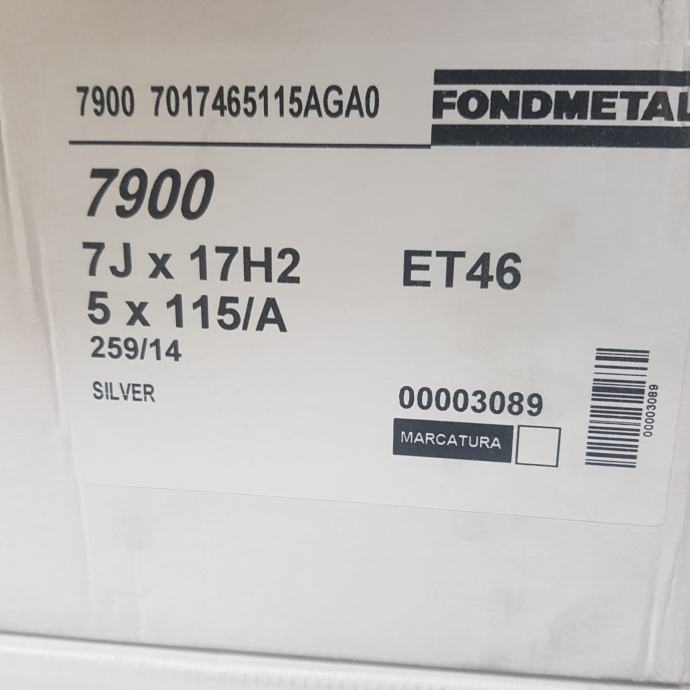 7900 7017465115AGA0
FONDMETAL
7900
7J x 17H2
ET46
5 x 115/A
259/14
SILVER
00003089
MARCATURA
00003089